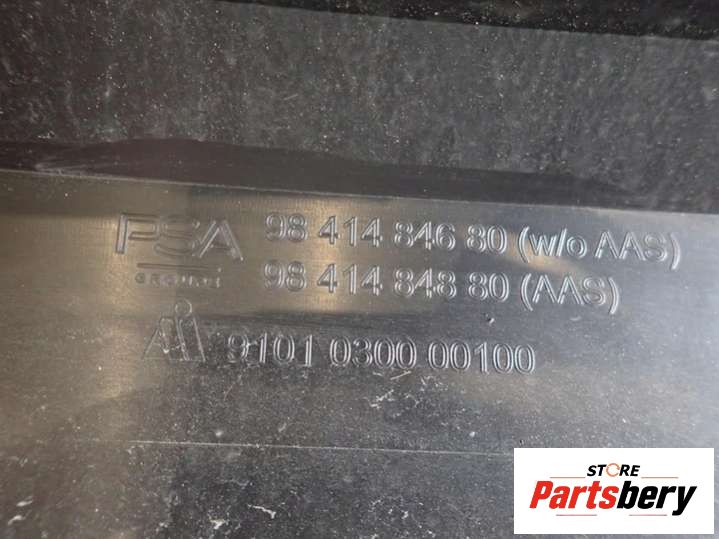 PSA 98 414 846 80 (w/o AAS)
GROUPE 98 414 848 80 (AAS)
9101 0300 00100
STORE
Partsbery